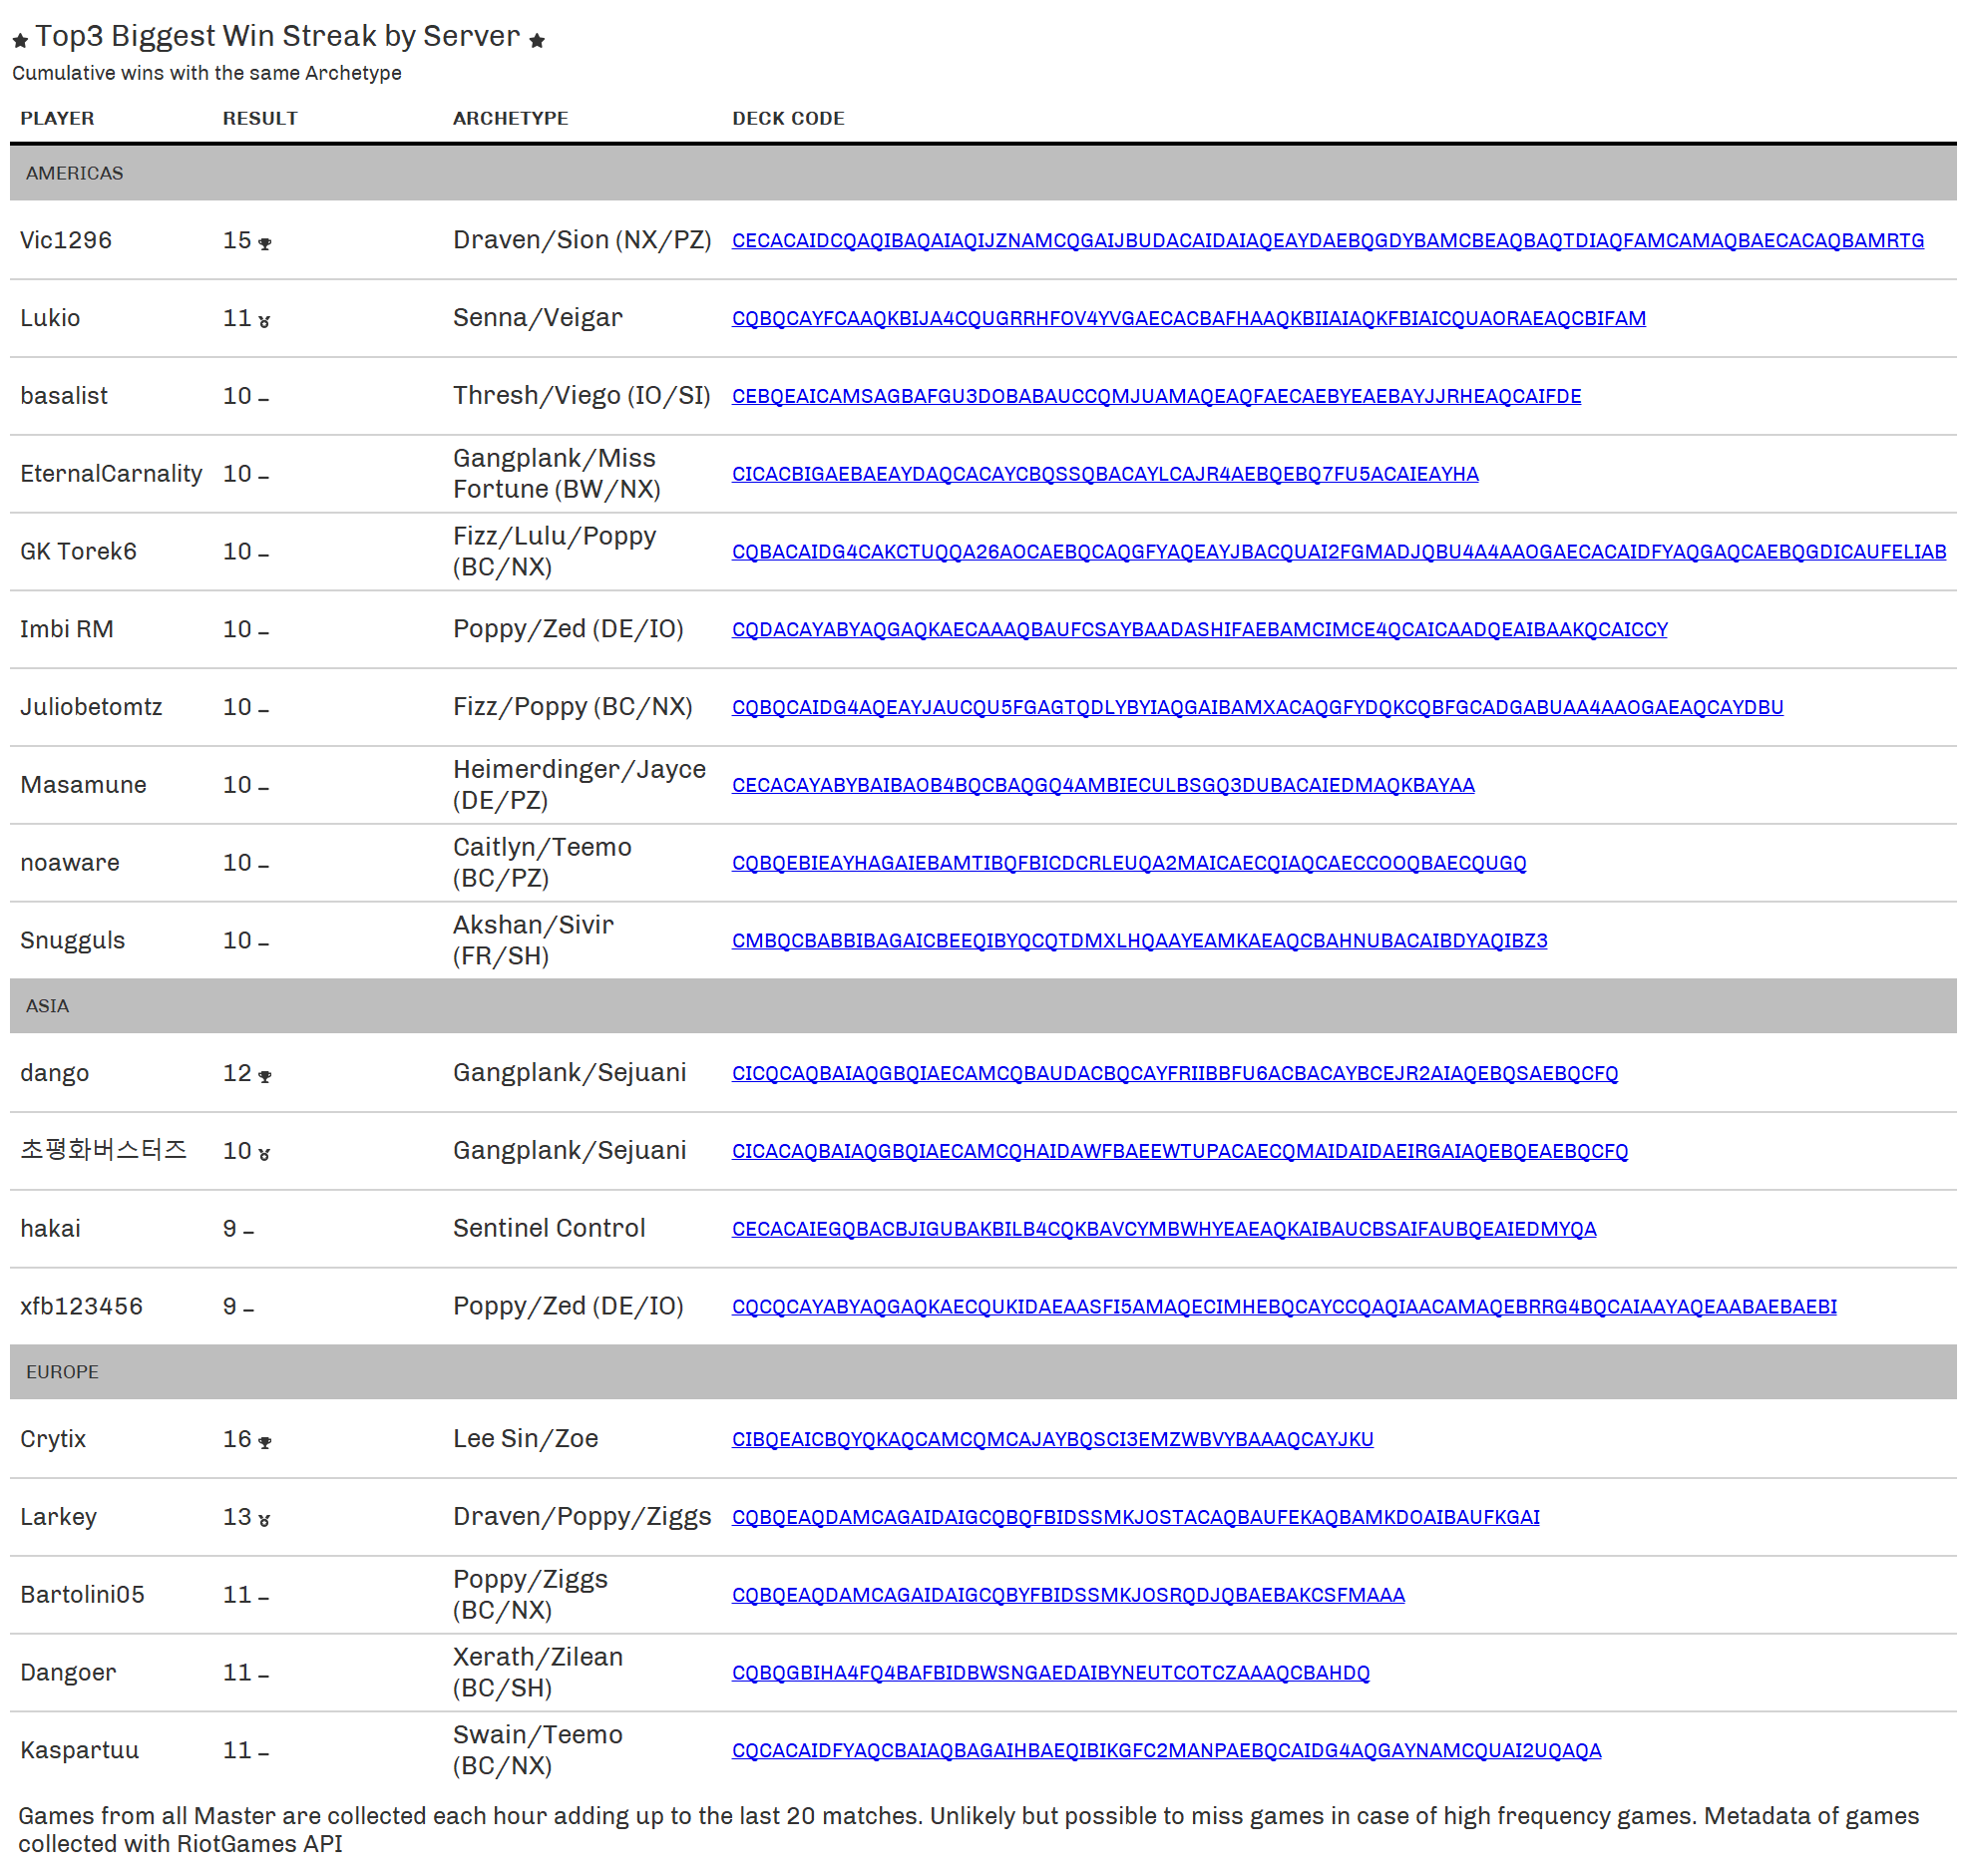 ★ Top3 Biggest Win Streak by Server ★
Cumulative wins with the same Archetype
PLAYER RESULT ARCHETYPE DECK CODE
AMERICAS
Vic1296 15 Draven/Sion (NX/PZ) CECACAIDCQAQIBAQAIAQIJZNAMCQGAIJBUDACAIDAIAQEAYDAEBQGDYBAMCBEAQBAQTDIAQFAMCAMAQBAECACAQBAMRTG
Lukio 11 Senna/Veigar CQBQCAYFCAAQKBIJA4CQUGRRHFOV4YVGAECACBAFHAAQKBIIAIAQKFBIAICQUAORAEAQCBIFAM
basalist 10 – Thresh/Viego (IO/SI) CEBQEAICAMSAGBAFGU3DOBABAUCCQMJUAMAQEAQFAECAEBYEAEBAYJJRHEAQCAIFDE
EternalCarnality 10 – Gangplank/Miss
Fortune (BW/NX) CICACBIGAEBAEAYDAQCACAYCBQSSQBACAYLCAJR4AEBQEBQ7FU5ACAIEAYHA
GK Torek6 10 – Fizz/Lulu/Poppy
(BC/NX) CQBACAIDG4CAKCTUQQA26AOCAEBQCAQGFYAQEAYJBACQUAI2FGMADJQBU4A4AAOGAECACAIDFYAQGAQCAEBQGDICAUFELIAB
Imbi RM 10 – Poppy/Zed (DE/IO) CQDACAYABYAQGAQKAECAAAQBAUFCSAYBAADASHIFAEBAMCIMCE4QCAICAADQEAIBAAKQCAICCY
Juliobetomtz 10 – Fizz/Poppy (BC/NX) CQBQCAIDG4AQEAYJAUCQU5FGAGTQDLYBYIAQGAIBAMXACAQGFYDQKCQBFGCADGABUAA4AAOGAEAQCAYDBU
Masamune 10 – Heimerdinger/Jayce
(DE/PZ) CECACAYABYBAIBAOB4BQCBAQGQ4AMBIECULBSGQ3DUBACAIEDMAQKBAYAA
noaware 10 – Caitlyn/Teemo
(BC/PZ) CQBQEBIEAYHAGAIEBAMTIBQFBICDCRLEUQA2MAICAECQIAQCAECCOOQBAECQUGQ
Snugguls 10 – Akshan/Sivir
(FR/SH) CMBQCBABBIBAGAICBEEQIBYQCQTDMXLHQAAYEAMKAEAQCBAHNUBACAIBDYAQIBZ3
ASIA
dango 12 Gangplank/Sejuani CICQCAQBAIAQGBQIAECAMCQBAUDACBQCAYFRIIBBFU6ACBACAYBCEJR2AIAQEBQSAEBQCFQ
초평화버스터즈 10 Gangplank/Sejuani CICACAQBAIAQGBQIAECAMCQHAIDAWFBAEEWTUPACAECQMAIDAIDAEIRGAIAQEBQEAEBQCFQ
hakai 9 – Sentinel Control CECACAIEGQBACBJIGUBAKBILB4CQKBAVCYMBWHYEAEAQKAIBAUCBSAIFAUBQEAIEDMYQA
xfb123456 9 – Poppy/Zed (DE/IO) CQCQCAYABYAQGAQKAECQUKIDAEAASFI5AMAQECIMHEBQCAYCCQAQIAACAMAQEBRRG4BQCAIAAYAQEAABAEBAEBI
EUROPE
Crytix 16 Lee Sin/Zoe CIBQEAICBQYQKAQCAMCQMCAJAYBQSCI3EMZWBVYBAAAQCAYJKU
Larkey 13 Draven/Poppy/Ziggs CQBQEAQDAMCAGAIDAIGCQBQFBIDSSMKJOSTACAQBAUFEKAQBAMKDOAIBAUFKGAI
Bartolini05 11 – Poppy/Ziggs
(BC/NX) CQBQEAQDAMCAGAIDAIGCQBYFBIDSSMKJOSRQDJQBAEBAKCSFMAAA
Dangoer 11 – Xerath/Zilean
(BC/SH) CQBQGBIHA4FQ4BAFBIDBWSNGAEDAIBYNEUTCOTCZAAAQCBAHDQ
Kaspartuu 11 – Swain/Teemo
(BC/NX) CQCACAIDFYAQCBAIAQBAGAIHBAEQIBIKGFC2MANPAEBQCAIDG4AQGAYNAMCQUAI2UQAQA
Games from all Master are collected each hour adding up to the last 20 matches. Unlikely but possible to miss games in case of high frequency games. Metadata of games
collected with RiotGames API